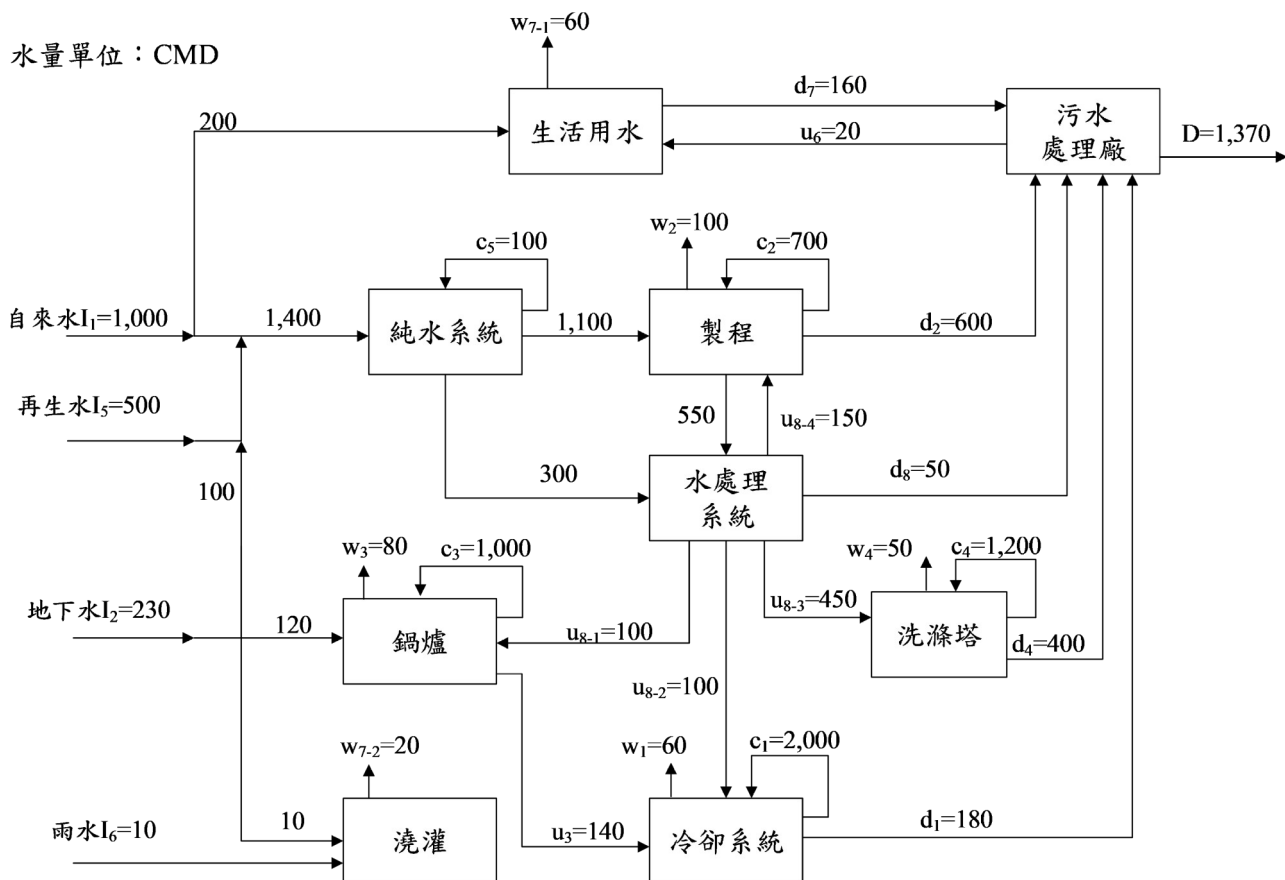 水量單位：CMD
w7-1=60
d7=160
200
生活用水
u6=20
污水
處理廠
D=1,370
w2=100
c5=100
c2=700
自來水I1=1,000
1,400
純水系統
1,100
製程
d2=600
再生水I5=500
550
u8-4=150
100
300
水處理
系統
d8=50
w3=80
c3=1,000
w4=50
c4=1,200
地下水I2=230
120
鍋爐
u8-1=100
u8-3=450
洗滌塔
d4=400
u8-2=100
w7-2=20
w1=60
c1=2,000
雨水I6=10
10
澆灌
u3=140
冷卻系統
d1=180